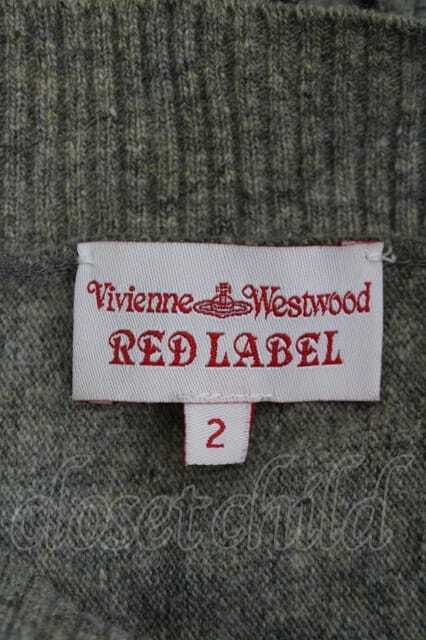 Vivienne Westwood
RED LABEL
2
closet child